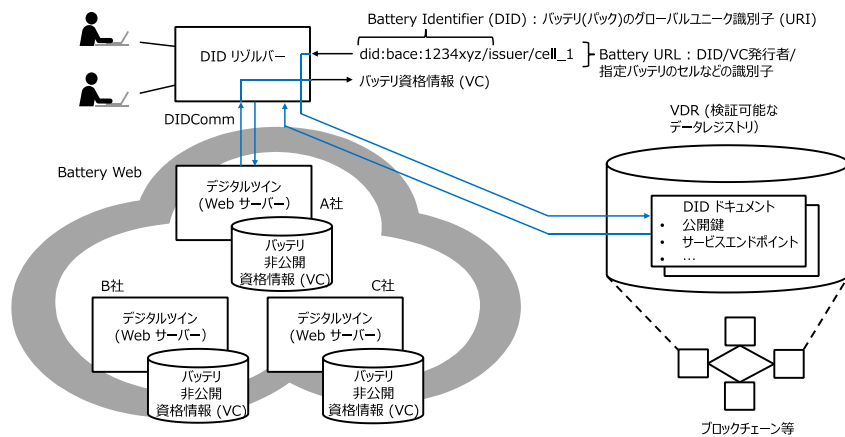 Battery Identifier (DID) : バッテリ(パック)のグローバルユニーク識別子 (URI)
DID リゾルバー
did:bace:1234xyz/issuer/cell_1
Battery URL : DID/VC発行者/
指定バッテリのセルなどの識別子
バッテリ資格情報 (VC)
DIDComm
VDR (検証可能な
データレジストリ)
Battery Web
デジタルツイン
(Web サーバー)
A社
バッテリ
非公開
資格情報 (VC)
DID ドキュメント
• 公開鍵
• サービスエンドポイント
• …
B社
デジタルツイン
(Web サーバー)
バッテリ
非公開
資格情報 (VC)
C社
デジタルツイン
(Web サーバー)
バッテリ
非公開
資格情報 (VC)
ブロックチェーン等